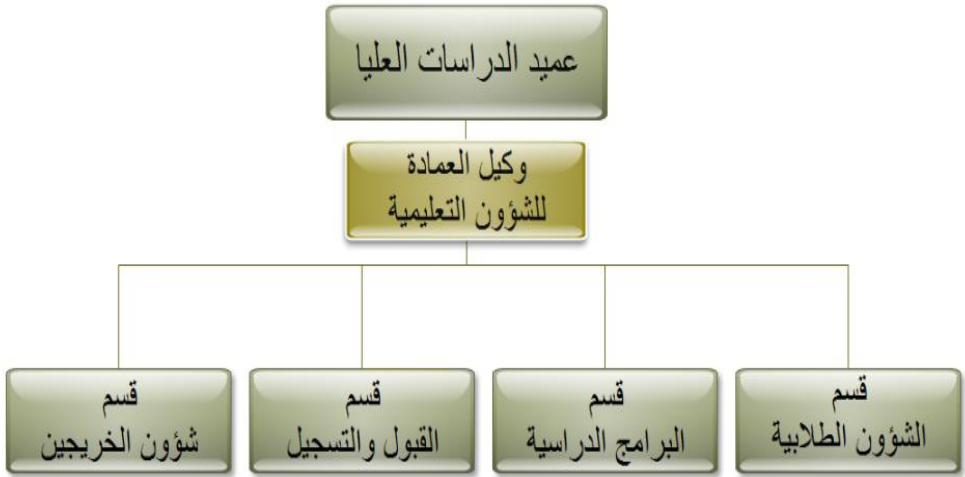 عميد الدراسات العليا
وكيل العمادة
للشؤون التعليمية
قسم
الشؤون الطلابية
قسم
البرامج الدراسية
قسم
القبول والتسجيل
قسم
شؤون الخريجين